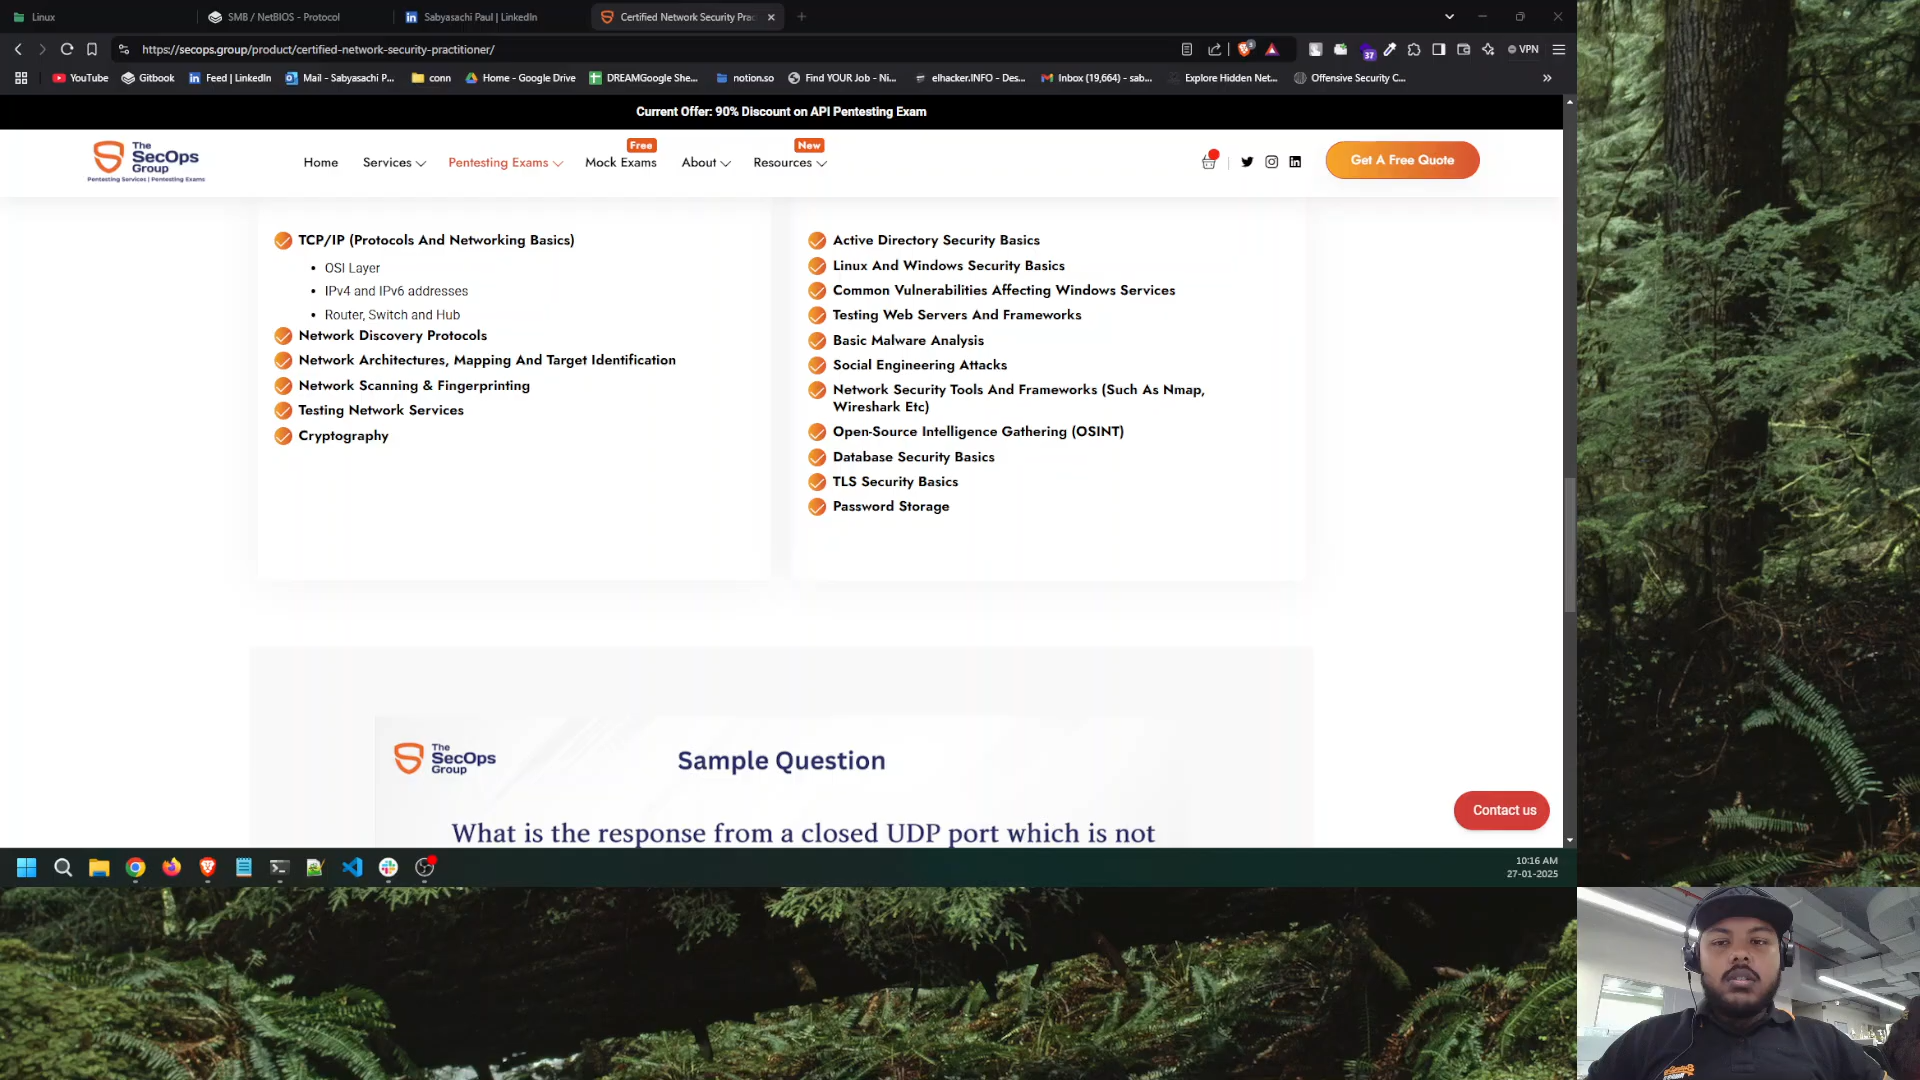 Linux
SMB / NetBIOS - Protocol
Sabyasachi Paul | LinkedIn
Certified Network Security Prac
https://secops.group/product/certified-network-security-practitioner/
3
37
VPN
YouTube
Gitbook
Feed | LinkedIn
Mail - Sabyasachi P...
conn
Home - Google Drive
DREAMGoogle She...
notion.so
Find YOUR Job - Ni...
elhacker.INFO - Des...
Inbox (19,664) - sab...
Explore Hidden Net...
Offensive Security C...
Current Offer: 90% Discount on API Pentesting Exam
The
SecOps
Group
Pentesting Services | Pentesting Exams
Home
Services
Pentesting Exams
Free
Mock Exams
About
New
Resources
Get A Free Quote
TCP/IP (Protocols And Networking Basics)
• OSI Layer
• IPv4 and IPv6 addresses
• Router, Switch and Hub
Network Discovery Protocols
Network Architectures, Mapping And Target Identification
Network Scanning & Fingerprinting
Testing Network Services
Cryptography
Active Directory Security Basics
Linux And Windows Security Basics
Common Vulnerabilities Affecting Windows Services
Testing Web Servers And Frameworks
Basic Malware Analysis
Social Engineering Attacks
Network Security Tools And Frameworks (Such As Nmap,
Wireshark Etc)
Open-Source Intelligence Gathering (OSINT)
Database Security Basics
TLS Security Basics
Password Storage
The
SecOps
Group
Sample Question
What is the response from a closed UDP port which is not
Contact us
10:16 AM
27-01-2025